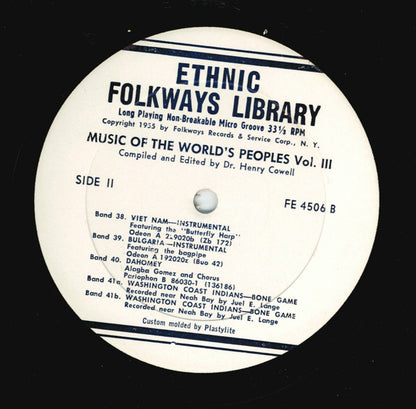 ETHNIC
FOLKWAYS LIBRARY
Long Playing Non-Breakable Micro Groove 33⅓ RPM
Copyright 1955 by Folkways Records & Service Corp., N. Y.
MUSIC OF THE WORLD'S PEOPLES Vol. III
Compiled and Edited by Dr. Henry Cowell
SIDE II
FE 4506 B
Band 38. VIET NAM—INSTRUMENTAL
Featuring the "Butterfly Harp"
Odeon A 229020b (Zb 172)
Band 39. BULGARIA—INSTRUMENTAL
Featuring the bagpipe
Odeon A 192020x (Buo 42)
Band 40. DAHOMEY
Alagba Gomez and Chorus
Parlophon B 86030-1 (136186)
Band 41a. WASHINGTON COAST INDIANS—BONE GAME
Recorded near Neah Bay by Juel E. Lange
Band 41b. WASHINGTON COAST INDIANS—BONE GAME
Recorded near Neah Bay by Juel E. Lange
Custom molded by Plastylite